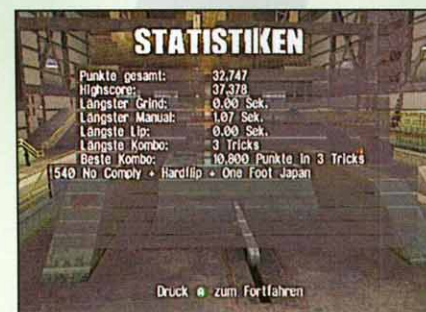 STATISTIKEN
Punkte gesamt: 32,747
Highscore: 37,378
Längster Grind: 0.00 Sek.
Längster Manual: 1,07 Sek.
Längste Lip: 0.00 Sek.
Längste Kombo: 3 Tricks
Beste Kombo: 10,800 Punkte in 3 Tricks
540 No Comply + Hardflip + One Foot Japan
Drück A zum Fortfahren